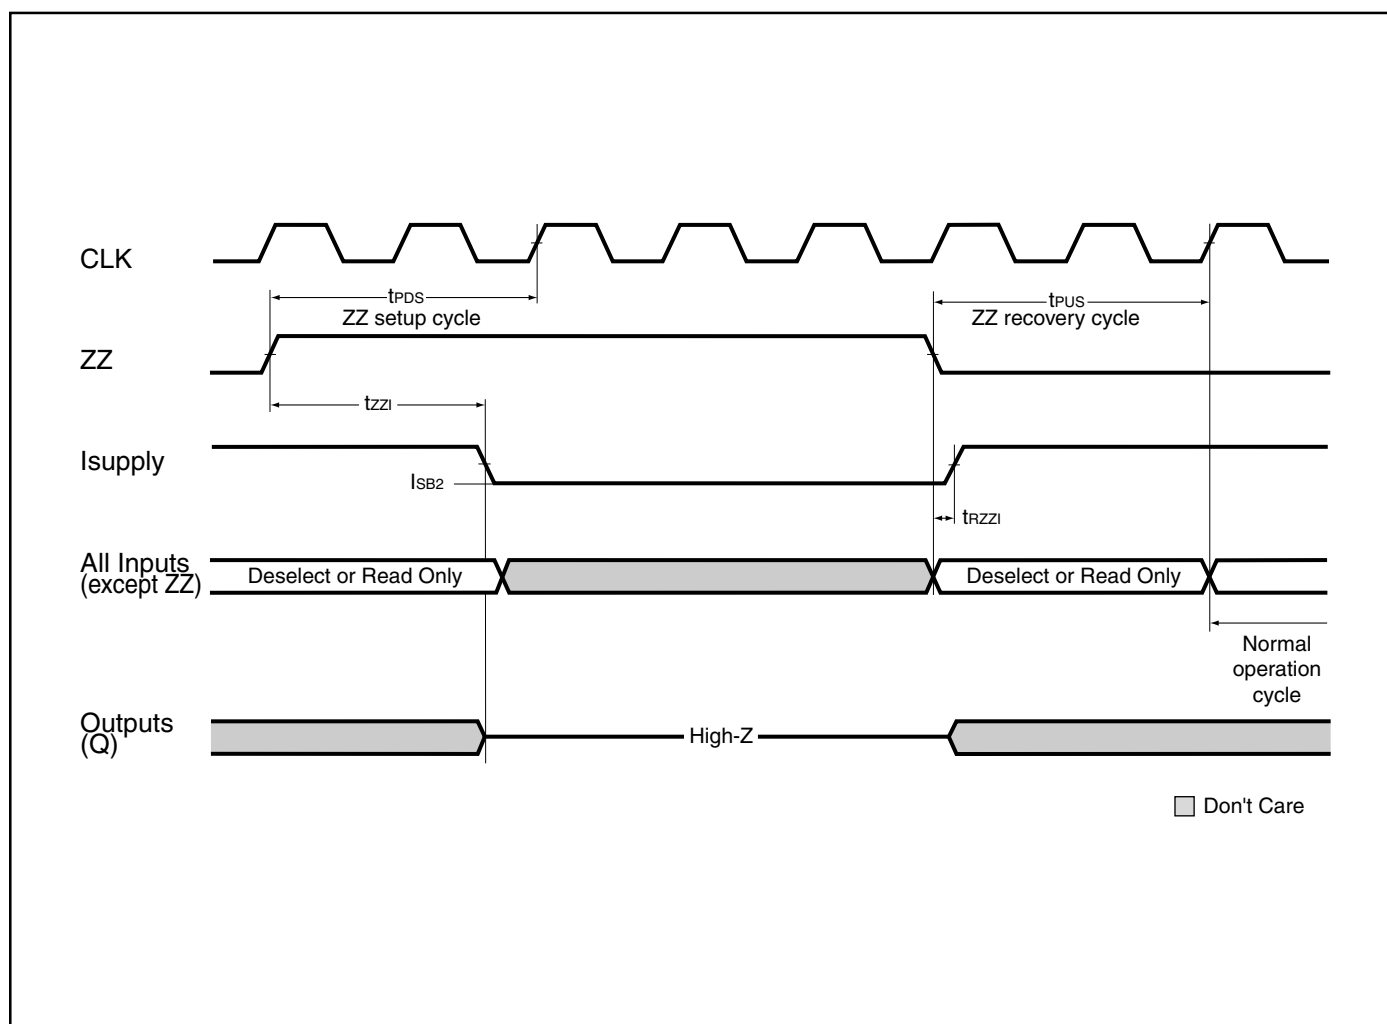 CLK
tPDS
ZZ setup cycle
tPUS
ZZ recovery cycle
ZZ
tZZI
Isupply
ISB2
tRZZI
All Inputs
(except ZZ)
Deselect or Read Only
Deselect or Read Only
Normal
operation
cycle
Outputs
(Q)
High-Z
Don't Care